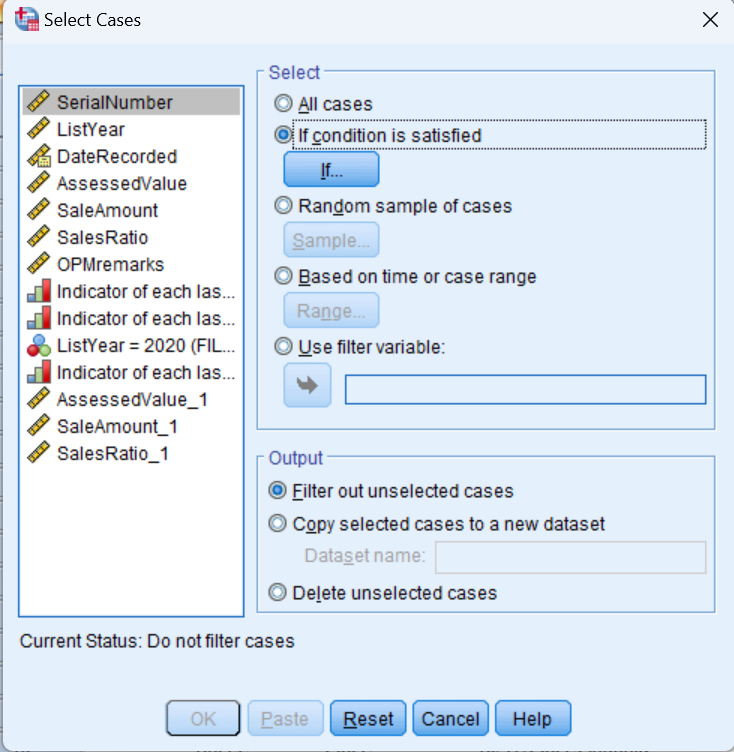 Select Cases
SerialNumber
ListYear
DateRecorded
AssessedValue
SaleAmount
SalesRatio
OPMremarks
Indicator of each las...
Indicator of each las...
ListYear = 2020 (FIL...
Indicator of each las...
AssessedValue_1
SaleAmount_1
SalesRatio_1
Select
All cases
If condition is satisfied
If...
Random sample of cases
Sample...
Based on time or case range
Range...
Use filter variable:
Output
Filter out unselected cases
Copy selected cases to a new dataset
Dataset name:
Delete unselected cases
Current Status: Do not filter cases
OK Paste Reset Cancel Help